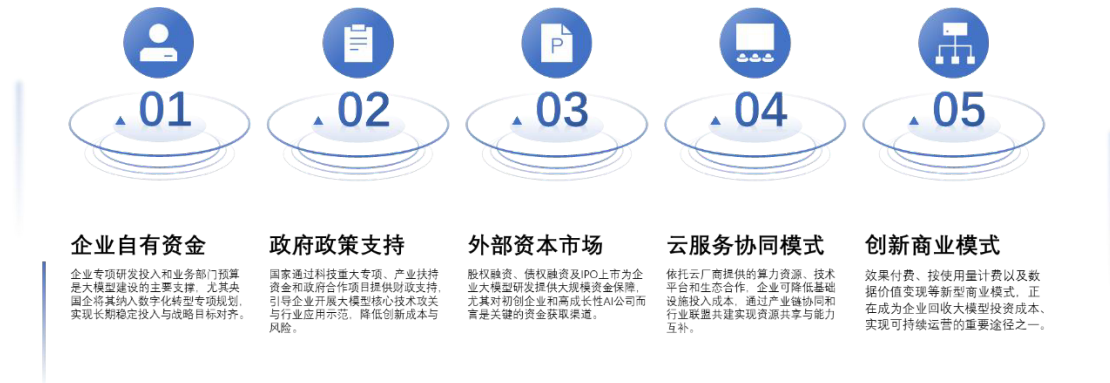 P
01
02
03
04
05
企业自有资金
企业专项研发投入和业务部门预算
是大模型建设的主要支撑，尤其央
国企将其纳入数字化转型专项规划，
实现长期稳定投入与战略目标对齐。
政府政策支持
国家通过科技重大专项、产业扶持
资金和政府合作项目提供财政支持，
引导企业开展大模型核心技术攻关
与行业应用示范，降低创新成本与
风险。
外部资本市场
股权融资、债权融资及IPO上市为企
业大模型研发提供大规模资金保障，
尤其对初创企业和高成长性AI公司而
言是关键的资金获取渠道。
云服务协同模式
依托云厂商提供的算力资源、技术
平台和生态合作，企业可降低基础
设施投入成本，通过产业链协同和
行业联盟共建实现资源共享与能力
互补。
创新商业模式
效果付费、按使用量计费以及数
据价值变现等新型商业模式，正
在成为企业回收大模型投资成本、
实现可持续运营的重要途径之一。